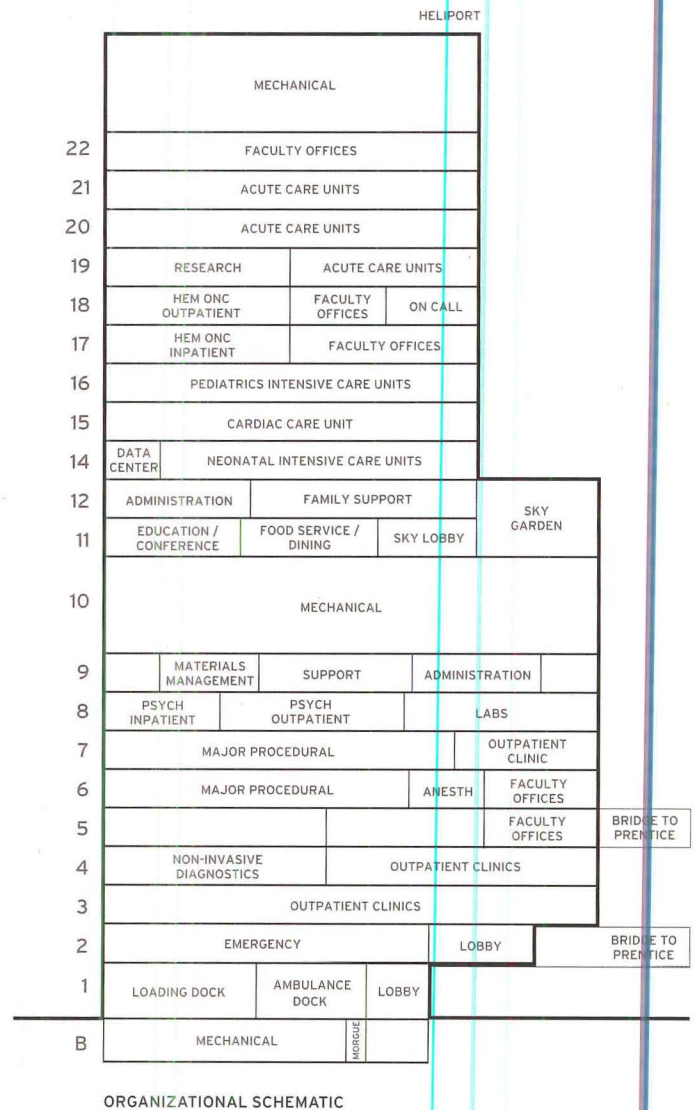 HELIPORT
MECHANICAL
22 FACULTY OFFICES
21 ACUTE CARE UNITS
20 ACUTE CARE UNITS
19 RESEARCH ACUTE CARE UNITS
18 HEM ONC OUTPATIENT FACULTY OFFICES ON CALL
17 HEM ONC INPATIENT FACULTY OFFICES
16 PEDIATRICS INTENSIVE CARE UNITS
15 CARDIAC CARE UNIT
14 DATA CENTER NEONATAL INTENSIVE CARE UNITS
12 ADMINISTRATION FAMILY SUPPORT
SKY GARDEN
11 EDUCATION / CONFERENCE FOOD SERVICE / DINING SKY LOBBY
10 MECHANICAL
9 MATERIALS MANAGEMENT SUPPORT ADMINISTRATION
8 PSYCH INPATIENT PSYCH OUTPATIENT LABS
7 MAJOR PROCEDURAL OUTPATIENT CLINIC
6 MAJOR PROCEDURAL ANESTH FACULTY OFFICES
5 FACULTY OFFICES BRIDGE TO PRENTICE
4 NON-INVASIVE DIAGNOSTICS OUTPATIENT CLINICS
3 OUTPATIENT CLINICS
2 EMERGENCY LOBBY BRIDGE TO PRENTICE
1 LOADING DOCK AMBULANCE DOCK LOBBY
B MECHANICAL MORGUE
ORGANIZATIONAL SCHEMATIC